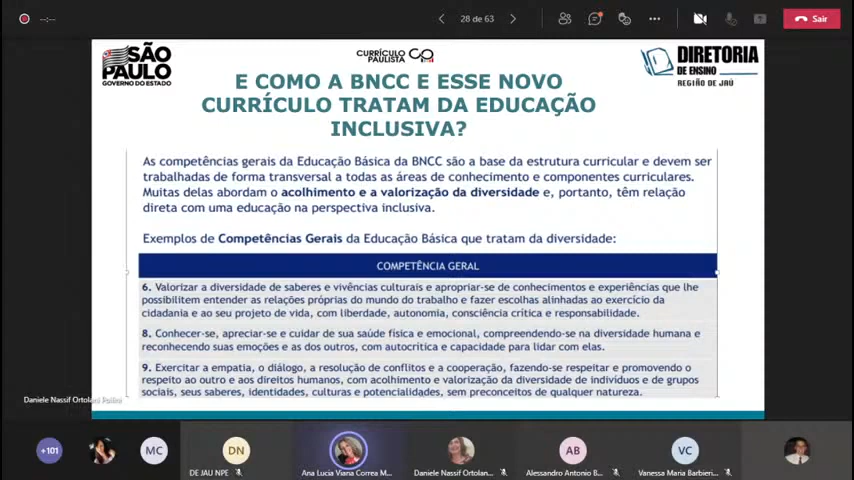 --:--
28 de 63
Sair
SÃO PAULO
GOVERNO DO ESTADO
CURRÍCULO
PAULISTA
DIRETORIA
DE ENSINO
REGIÃO DE JAÚ
E COMO A BNCC E ESSE NOVO
CURRÍCULO TRATAM DA EDUCAÇÃO
INCLUSIVA?
As competências gerais da Educação Básica da BNCC são a base da estrutura curricular e devem ser
trabalhadas de forma transversal a todas as áreas de conhecimento e componentes curriculares.
Muitas delas abordam o acolhimento e a valorização da diversidade e, portanto, têm relação
direta com uma educação na perspectiva inclusiva.
Exemplos de Competências Gerais da Educação Básica que tratam da diversidade:
COMPETÊNCIA GERAL
6. Valorizar a diversidade de saberes e vivências culturais e apropriar-se de conhecimentos e experiências que lhe
possibilitem entender as relações próprias do mundo do trabalho e fazer escolhas alinhadas ao exercício da
cidadania e ao seu projeto de vida, com liberdade, autonomia, consciência crítica e responsabilidade.
8. Conhecer-se, apreciar-se e cuidar de sua saúde física e emocional, compreendendo-se na diversidade humana e
reconhecendo suas emoções e as dos outros, com autocrítica e capacidade para lidar com elas.
9. Exercitar a empatia, o diálogo, a resolução de conflitos e a cooperação, fazendo-se respeitar e promovendo o
respeito ao outro e aos direitos humanos, com acolhimento e valorização da diversidade de indivíduos e de grupos
sociais, seus saberes, identidades, culturas e potencialidades, sem preconceitos de qualquer natureza.
Daniele Nassif Ortolani
+101
MC
DN
AB
VC
DE JAU NPE
Ana Lucia Viana Correa M...
Daniele Nassif Ortolan...
Alessandro Antonio B...
Vanessa Maria Barbieri...